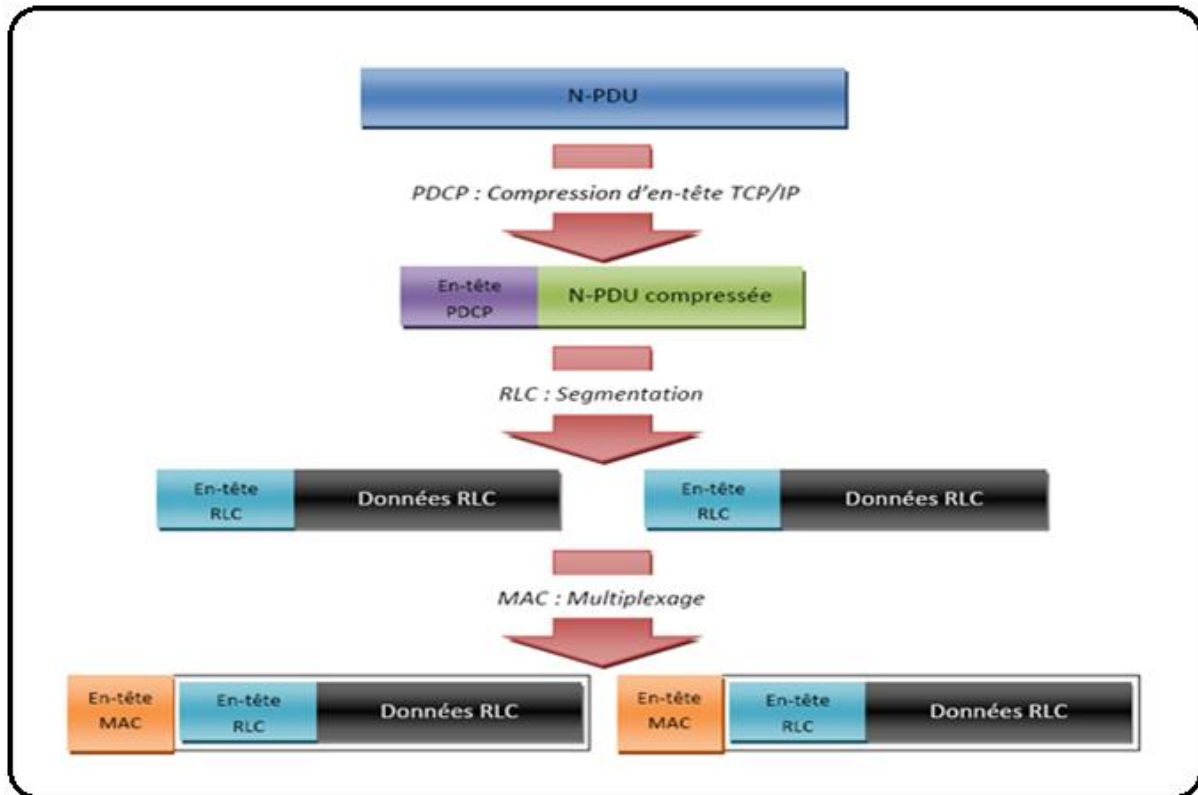 N-PDU
PDCP : Compression d'en-tête TCP/IP
En-tête
PDCP
N-PDU compressée
RLC : Segmentation
En-tête
RLC
Données RLC
En-tête
RLC
Données RLC
MAC : Multiplexage
En-tête
MAC
En-tête
RLC
Données RLC
En-tête
MAC
En-tête
RLC
Données RLC